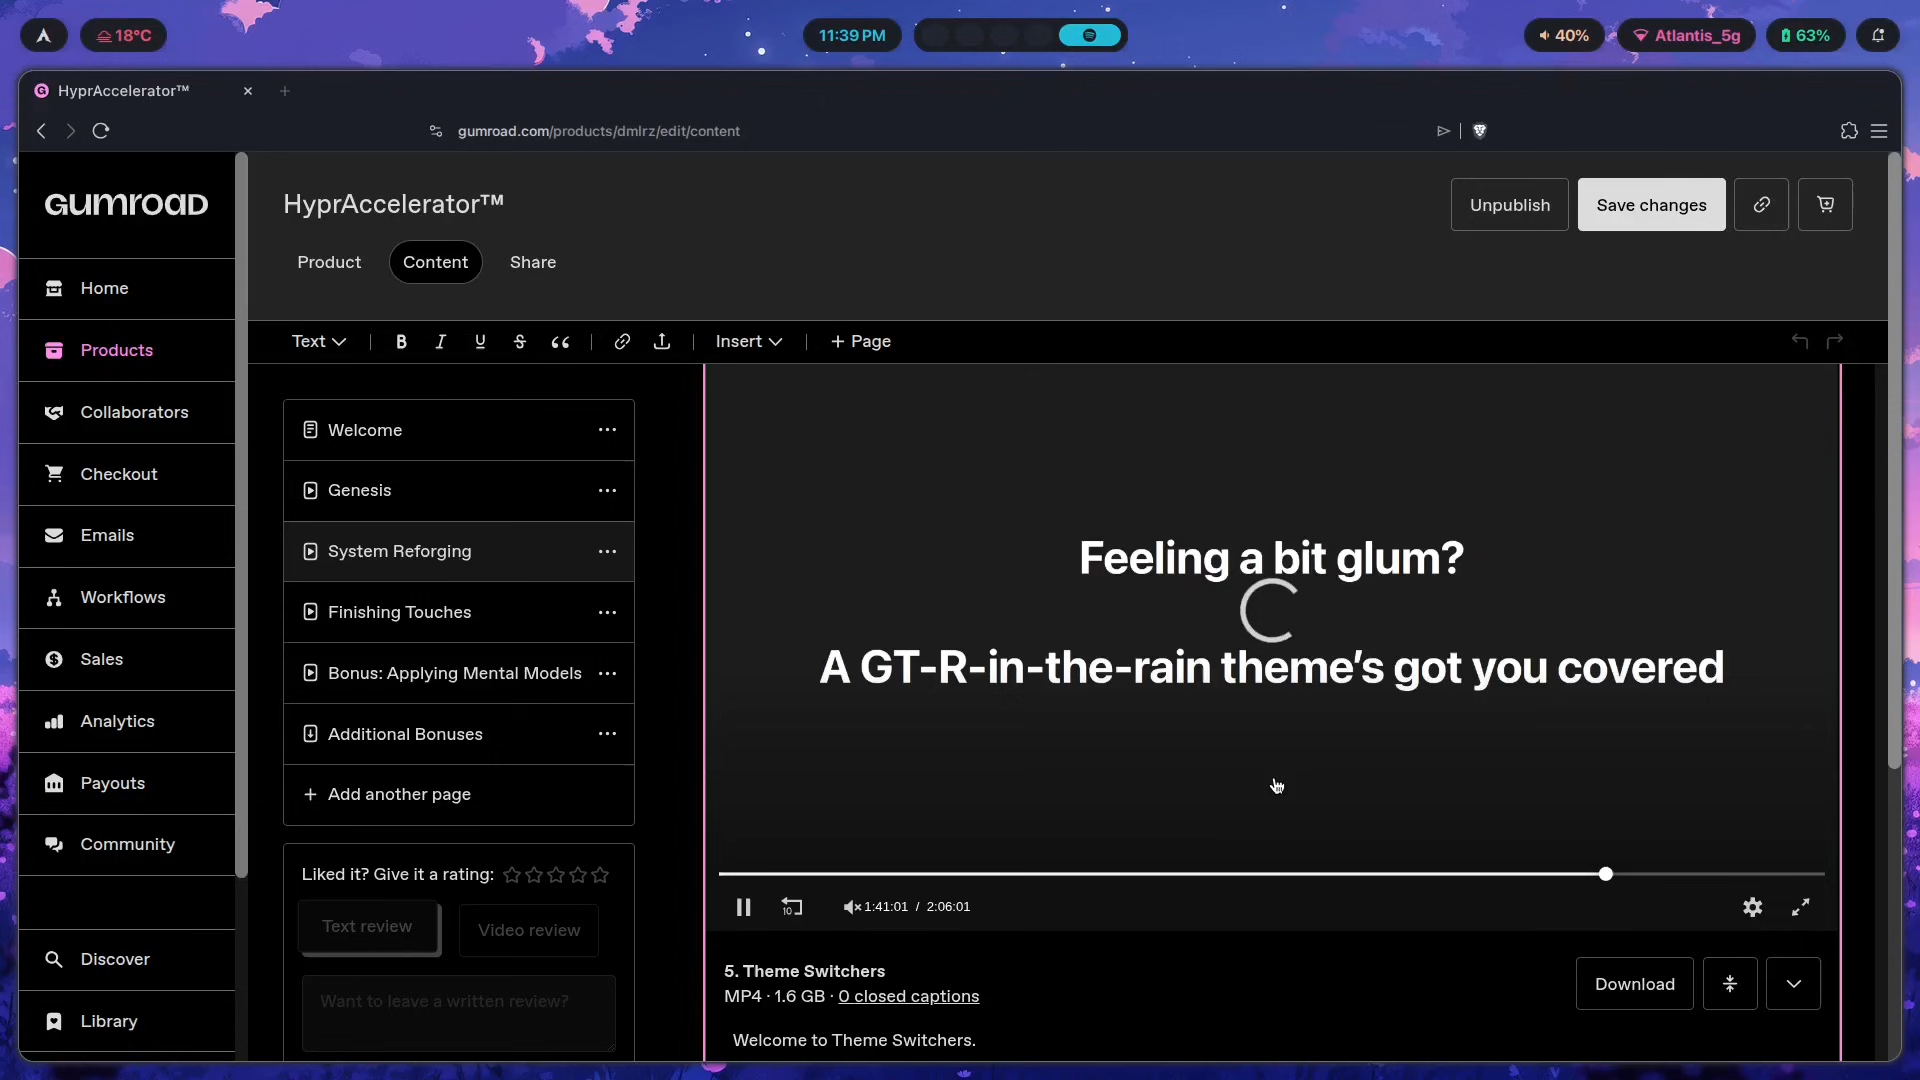 18°C
11:39 PM
40%
Atlantis_5g
63%
HyprAccelerator™
gumroad.com/products/dmlrz/edit/content
GUMROAD
Home
Products
Collaborators
Checkout
Emails
Workflows
Sales
Analytics
Payouts
Community
Discover
Library
HyprAccelerator™
Unpublish
Save changes
Product
Content
Share
Text
B
I
U
S
Insert
+ Page
Welcome
Genesis
System Reforging
Finishing Touches
Bonus: Applying Mental Models
Additional Bonuses
+ Add another page
Liked it? Give it a rating:
Text review
Video review
Want to leave a written review?
Feeling a bit glum?
A GT-R-in-the-rain theme's got you covered
10
1:41:01 / 2:06:01
5. Theme Switchers
MP4 · 1.6 GB · 0 closed captions
Download
Welcome to Theme Switchers.